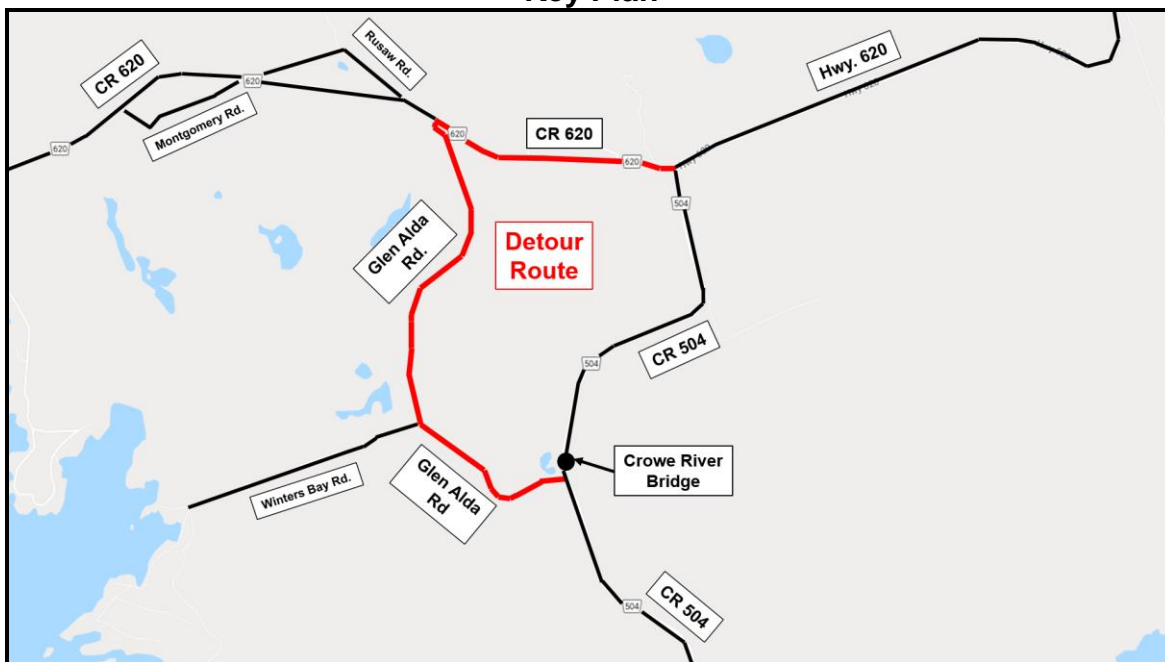 Key Plan
CR 620
Rusaw Rd.
Hwy. 620
620
Montgomery Rd.
620
620
CR 620
620
504
Glen Alda
Rd.
Detour
Route
CR 504
504
Crowe River
Bridge
Glen Alda
Rd
Winters Bay Rd.
CR 504
504